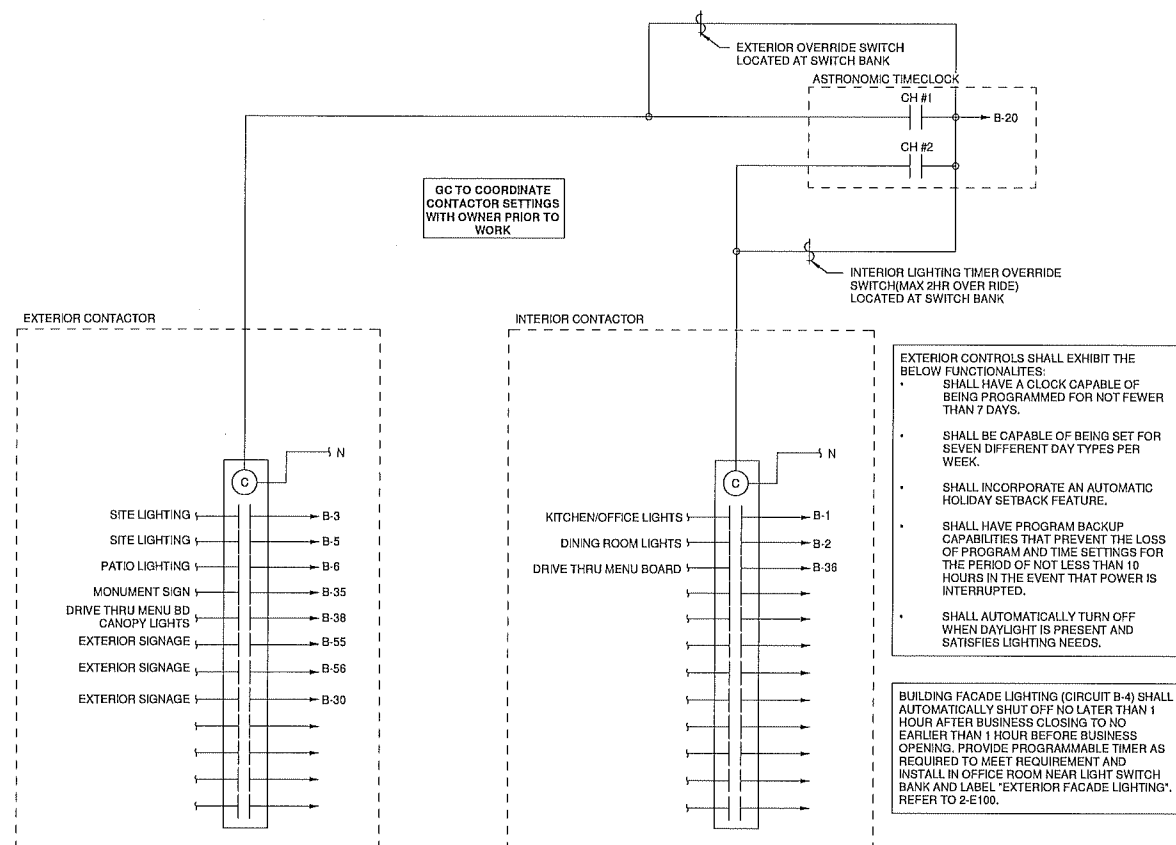 EXTERIOR OVERRIDE SWITCH
LOCATED AT SWITCH BANK
ASTRONOMIC TIMECLOCK
CH #1
B-20
CH #2
GC TO COORDINATE
CONTACTOR SETTINGS
WITH OWNER PRIOR TO
WORK
INTERIOR LIGHTING TIMER OVERRIDE
SWITCH(MAX 2HR OVER RIDE)
LOCATED AT SWITCH BANK
EXTERIOR CONTACTOR
N
C
SITE LIGHTING
B-3
SITE LIGHTING
B-5
PATIO LIGHTING
B-6
MONUMENT SIGN
B-35
DRIVE THRU MENU BD
CANOPY LIGHTS
B-38
EXTERIOR SIGNAGE
B-55
EXTERIOR SIGNAGE
B-56
EXTERIOR SIGNAGE
B-30
INTERIOR CONTACTOR
N
C
KITCHEN/OFFICE LIGHTS
B-1
DINING ROOM LIGHTS
B-2
DRIVE THRU MENU BOARD
B-36
EXTERIOR CONTROLS SHALL EXHIBIT THE
BELOW FUNCTIONALITES:
• SHALL HAVE A CLOCK CAPABLE OF
BEING PROGRAMMED FOR NOT FEWER
THAN 7 DAYS.
• SHALL BE CAPABLE OF BEING SET FOR
SEVEN DIFFERENT DAY TYPES PER
WEEK.
• SHALL INCORPORATE AN AUTOMATIC
HOLIDAY SETBACK FEATURE.
• SHALL HAVE PROGRAM BACKUP
CAPABILITIES THAT PREVENT THE LOSS
OF PROGRAM AND TIME SETTINGS FOR
THE PERIOD OF NOT LESS THAN 10
HOURS IN THE EVENT THAT POWER IS
INTERRUPTED.
• SHALL AUTOMATICALLY TURN OFF
WHEN DAYLIGHT IS PRESENT AND
SATISFIES LIGHTING NEEDS.
BUILDING FACADE LIGHTING (CIRCUIT B-4) SHALL
AUTOMATICALLY SHUT OFF NO LATER THAN 1
HOUR AFTER BUSINESS CLOSING TO NO
EARLIER THAN 1 HOUR BEFORE BUSINESS
OPENING. PROVIDE PROGRAMMABLE TIMER AS
REQUIRED TO MEET REQUIREMENT AND
INSTALL IN OFFICE ROOM NEAR LIGHT SWITCH
BANK AND LABEL "EXTERIOR FACADE LIGHTING".
REFER TO 2-E100.